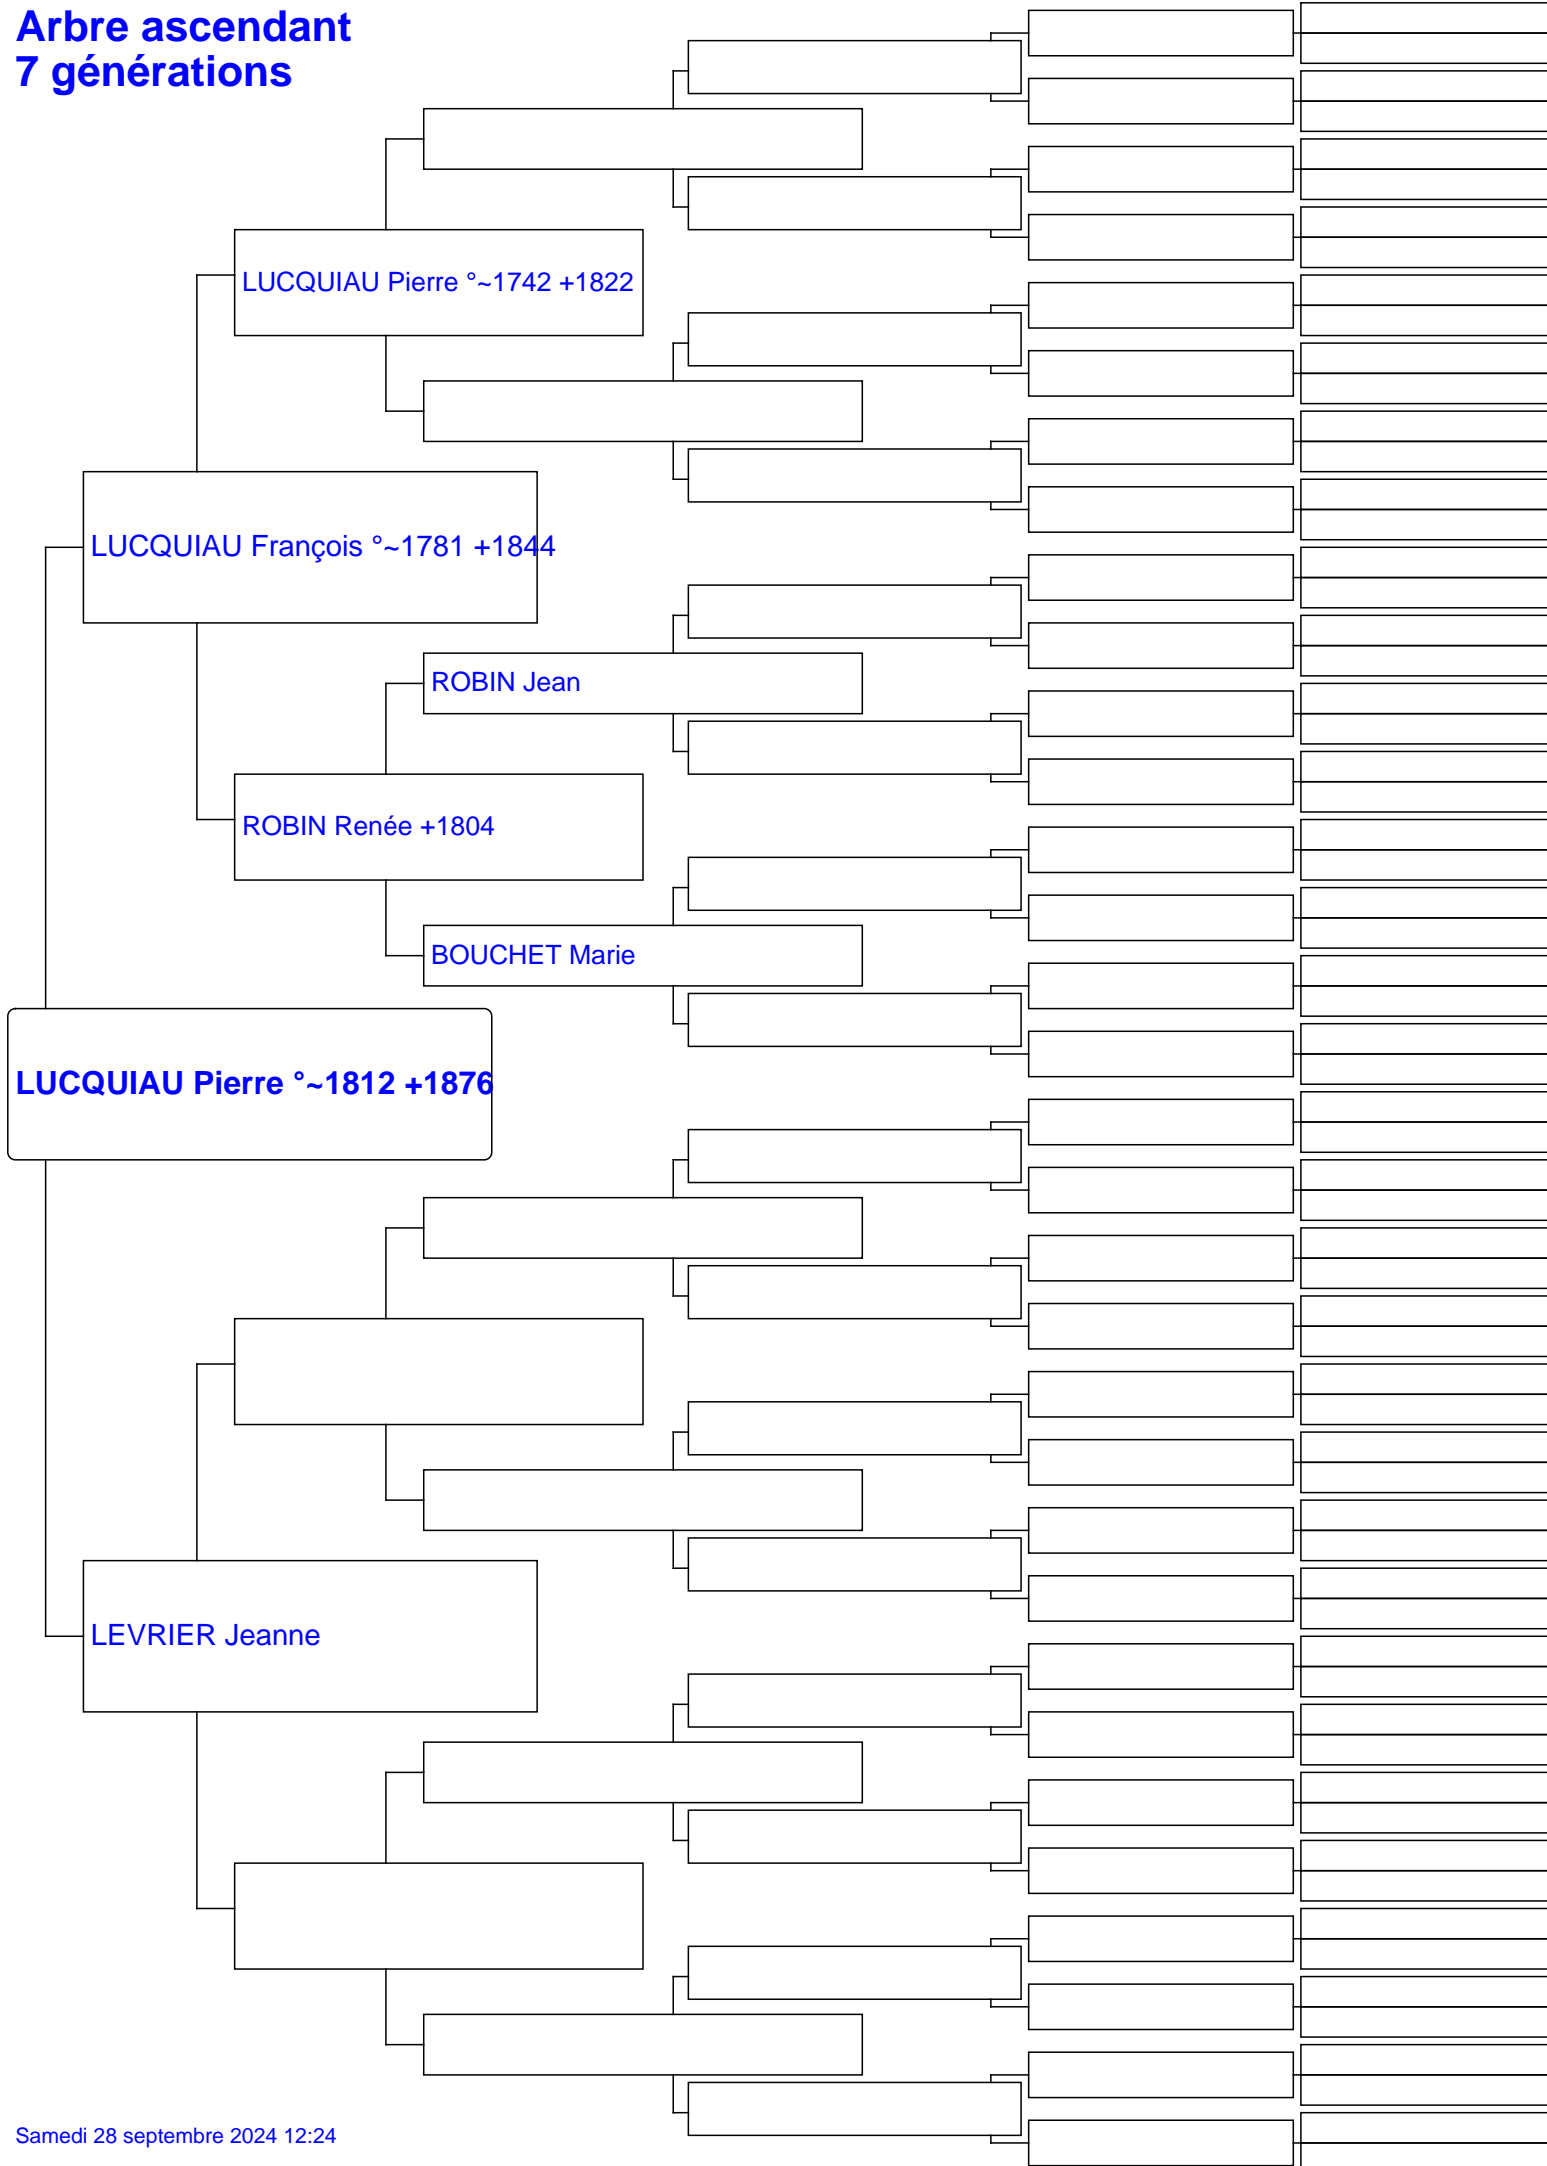 Arbre ascendant
7 générations
LUCQUIAU Pierre °~1742 +1822
LUCQUIAU François °~1781 +1844
ROBIN Jean
ROBIN Renée +1804
BOUCHET Marie
LUCQUIAU Pierre °~1812 +1876
LEVRIER Jeanne
Samedi 28 septembre 2024 12:24